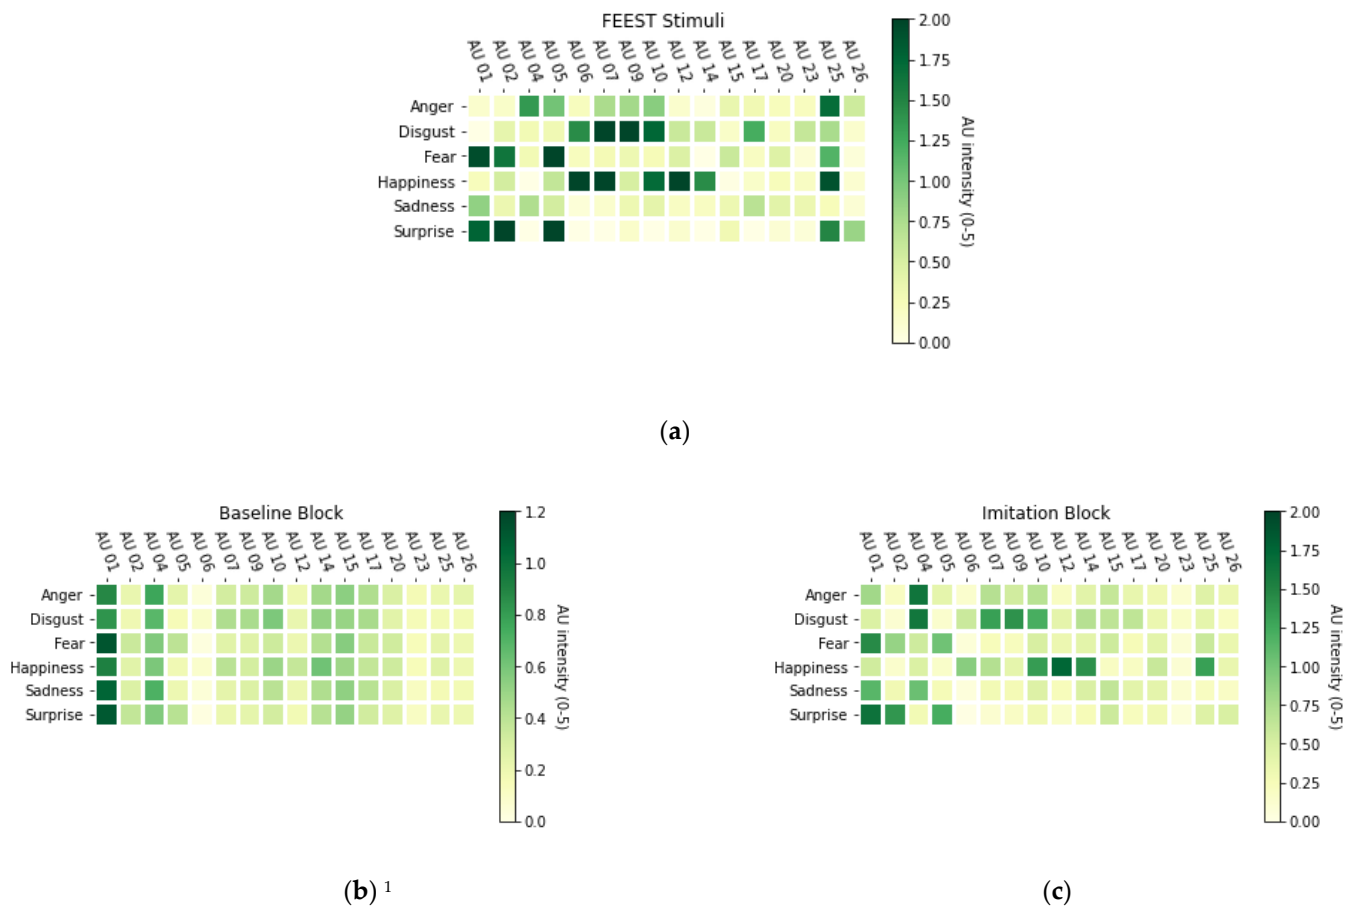 FEEST Stimuli
AU 01 AU 02 AU 04 AU 05 AU 06 AU 07 AU 09 AU 10 AU 12 AU 14 AU 15 AU 17 AU 20 AU 23 AU 25 AU 26
Anger
Disgust
Fear
Happiness
Sadness
Surprise
2.00
1.75
1.50
1.25
1.00
0.75
0.50
0.25
0.00
AU intensity (0-5)
(a)
Baseline Block
AU 01 AU 02 AU 04 AU 05 AU 06 AU 07 AU 09 AU 10 AU 12 AU 14 AU 15 AU 17 AU 20 AU 23 AU 25 AU 26
Anger
Disgust
Fear
Happiness
Sadness
Surprise
1.2
1.0
0.8
0.6
0.4
0.2
0.0
AU intensity (0-5)
(b) 1
Imitation Block
AU 01 AU 02 AU 04 AU 05 AU 06 AU 07 AU 09 AU 10 AU 12 AU 14 AU 15 AU 17 AU 20 AU 23 AU 25 AU 26
Anger
Disgust
Fear
Happiness
Sadness
Surprise
2.00
1.75
1.50
1.25
1.00
0.75
0.50
0.25
0.00
AU intensity (0-5)
(c)